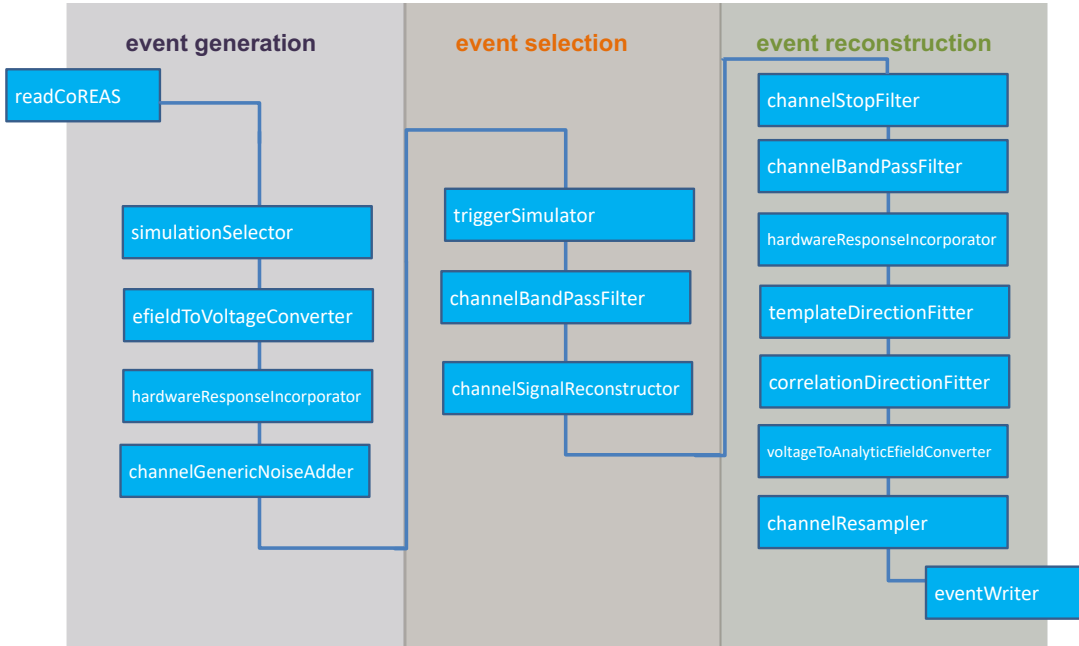 event generation
readCoREAS
simulationSelector
efieldToVoltageConverter
hardwareResponseIncorporator
channelGenericNoiseAdder
event selection
triggerSimulator
channelBandPassFilter
channelSignalReconstructor
event reconstruction
channelStopFilter
channelBandPassFilter
hardwareResponseIncorporator
templateDirectionFitter
correlationDirectionFitter
voltageToAnalyticEfieldConverter
channelResampler
eventWriter